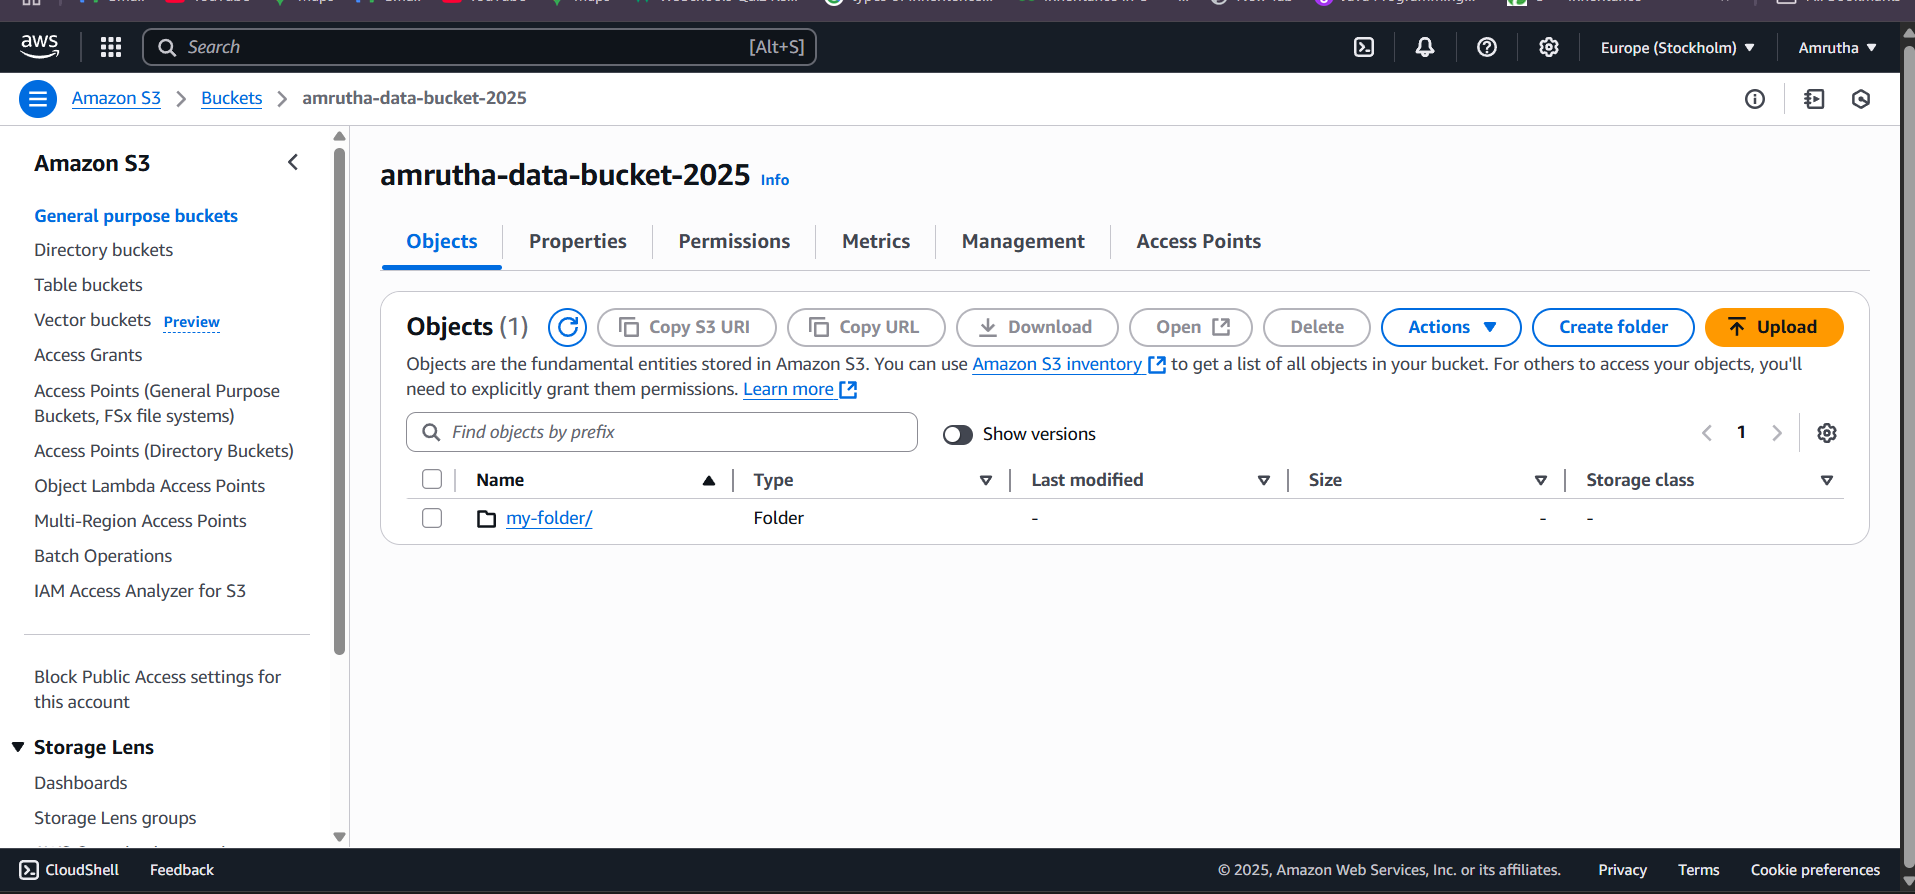 aws
Search
[Alt+S]
Europe (Stockholm)
Amrutha
Amazon S3
Buckets
amrutha-data-bucket-2025
Amazon S3
General purpose buckets
Directory buckets
Table buckets
Vector buckets Preview
Access Grants
Access Points (General Purpose
Buckets, FSx file systems)
Access Points (Directory Buckets)
Object Lambda Access Points
Multi-Region Access Points
Batch Operations
IAM Access Analyzer for S3
Block Public Access settings for
this account
Storage Lens
Dashboards
Storage Lens groups
amrutha-data-bucket-2025 Info
Objects
Properties
Permissions
Metrics
Management
Access Points
Objects (1)
Copy S3 URI
Copy URL
Download
Open
Delete
Actions
Create folder
Upload
Objects are the fundamental entities stored in Amazon S3. You can use Amazon S3 inventory to get a list of all objects in your bucket. For others to access your objects, you'll
need to explicitly grant them permissions. Learn more
Find objects by prefix
Show versions
1
Name
Type
Last modified
Size
Storage class
my-folder/
Folder
-
-
-
CloudShell
Feedback
© 2025, Amazon Web Services, Inc. or its affiliates.
Privacy
Terms
Cookie preferences